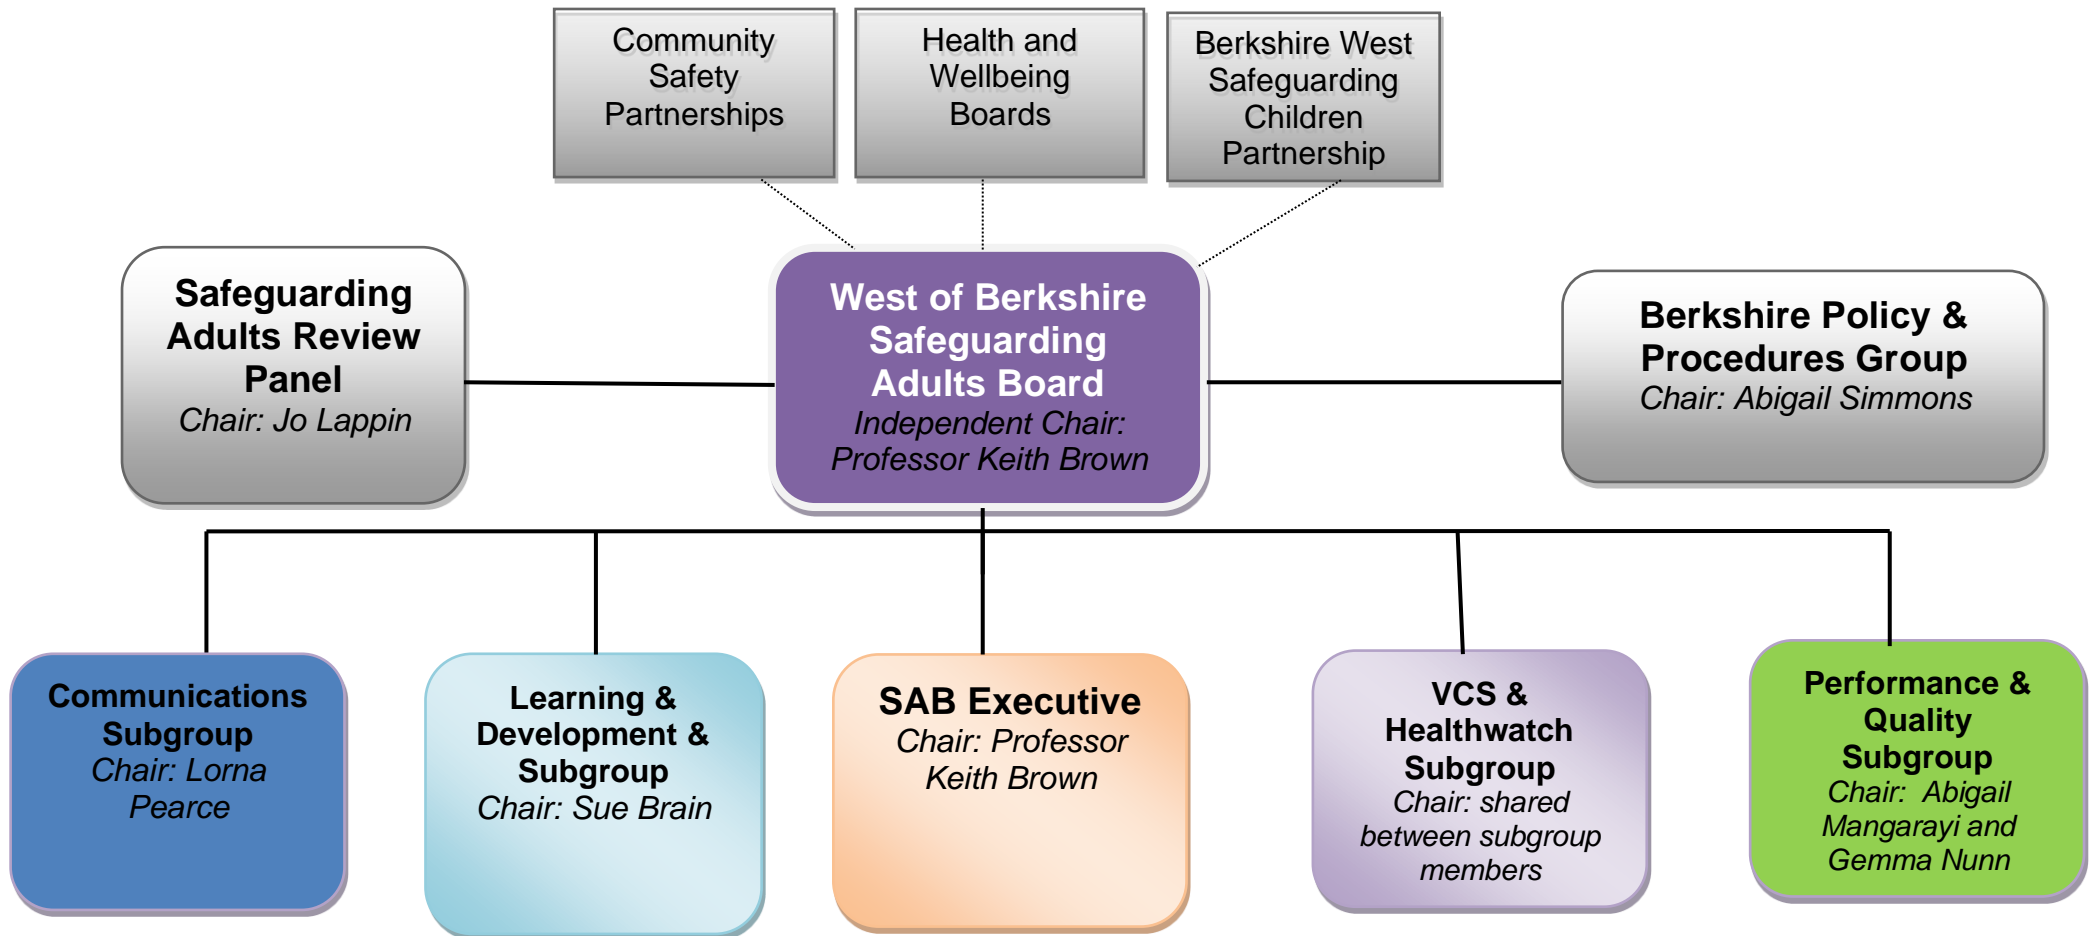 Community
Safety
Partnerships
Health and
Wellbeing
Boards
Berkshire West
Safeguarding
Children
Partnership
Safeguarding
Adults Review
Panel
Chair: Jo Lappin
West of Berkshire
Safeguarding
Adults Board
Independent Chair:
Professor Keith Brown
Berkshire Policy &
Procedures Group
Chair: Abigail Simmons
Communications
Subgroup
Chair: Lorna
Pearce
Learning &
Development &
Subgroup
Chair: Sue Brain
SAB Executive
Chair: Professor
Keith Brown
VCS &
Healthwatch
Subgroup
Chair: shared
between subgroup
members
Performance &
Quality
Subgroup
Chair:  Abigail
Mangarayi and
Gemma Nunn